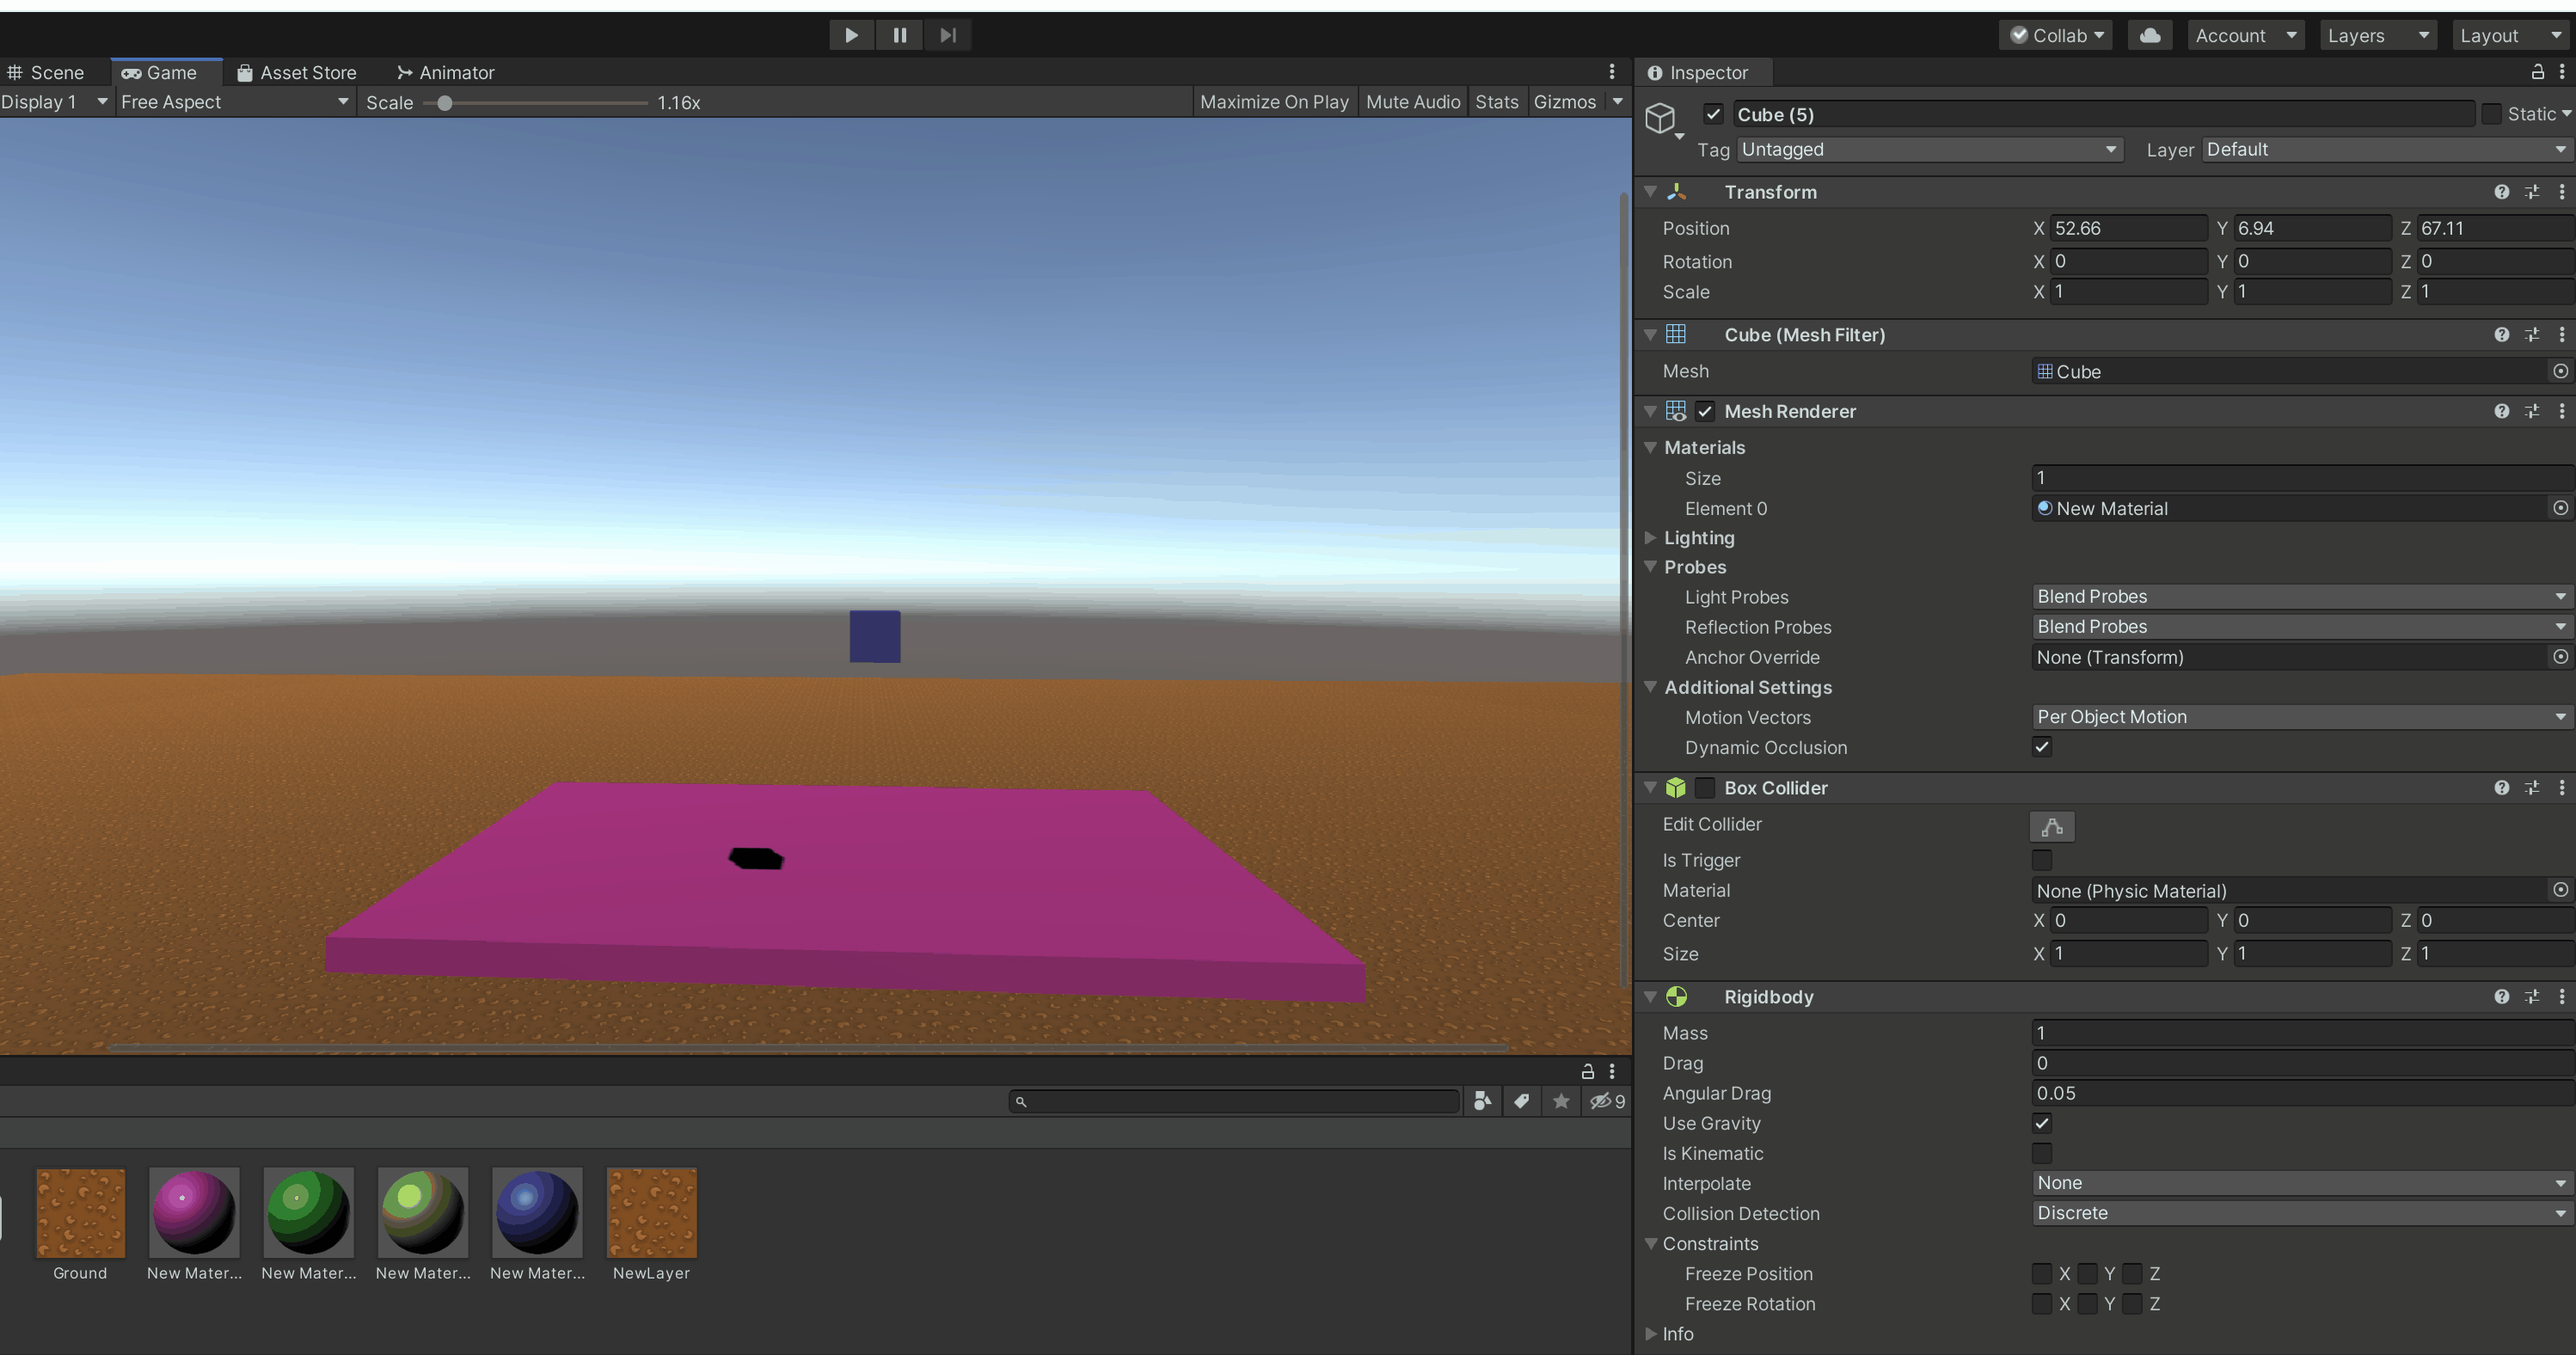 Collab Account Layers Layout
Scene Game Asset Store Animator
Display 1 Free Aspect Scale 1.16x Maximize On Play Mute Audio Stats Gizmos
Inspector
Cube (5) Static
Tag Untagged Layer Default
Transform
Position X 52.66 Y 6.94 Z 67.11
Rotation X 0 Y 0 Z 0
Scale X 1 Y 1 Z 1
Cube (Mesh Filter)
Mesh Cube
Mesh Renderer
Materials
Size 1
Element 0 New Material
Lighting
Probes
Light Probes Blend Probes
Reflection Probes Blend Probes
Anchor Override None (Transform)
Additional Settings
Motion Vectors Per Object Motion
Dynamic Occlusion
Box Collider
Edit Collider
Is Trigger
Material None (Physic Material)
Center X 0 Y 0 Z 0
Size X 1 Y 1 Z 1
Rigidbody
Mass 1
Drag 0
Angular Drag 0.05
Use Gravity
Is Kinematic
Interpolate None
Collision Detection Discrete
Constraints
Freeze Position X Y Z
Freeze Rotation X Y Z
Info
9
Ground New Mater... New Mater... New Mater... New Mater... NewLayer